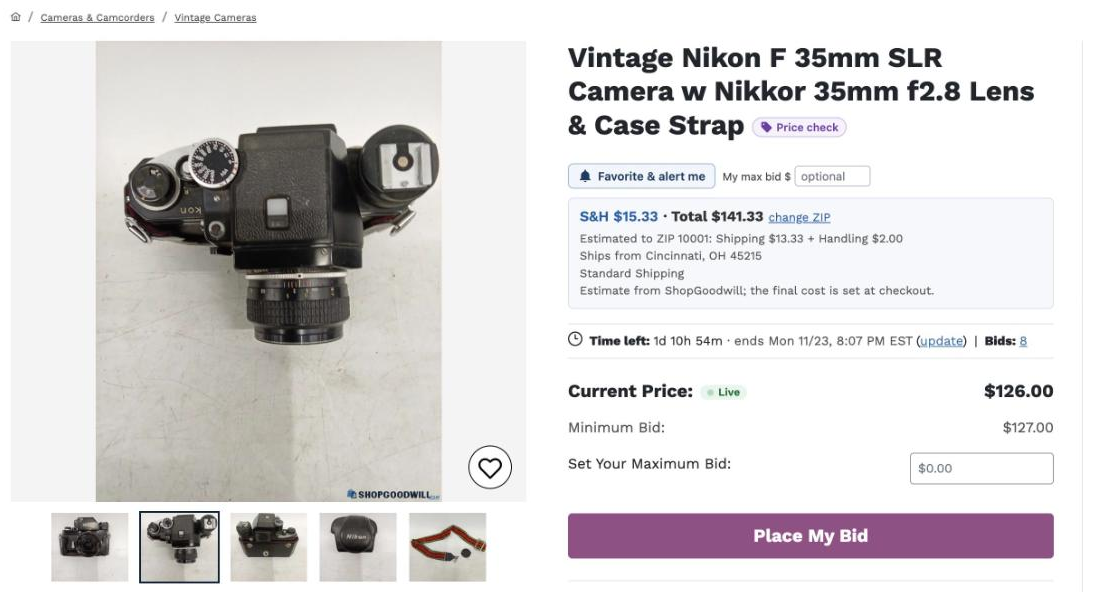 / Cameras & Camcorders / Vintage Cameras
Vintage Nikon F 35mm SLR
Camera w Nikkor 35mm f2.8 Lens
& Case Strap Price check
Favorite & alert me My max bid $ optional
S&H $15.33 · Total $141.33 change ZIP
Estimated to ZIP 10001: Shipping $13.33 + Handling $2.00
Ships from Cincinnati, OH 45215
Standard Shipping
Estimate from ShopGoodwill; the final cost is set at checkout.
Time left: 1d 10h 54m · ends Mon 11/23, 8:07 PM EST (update) | Bids: 8
Current Price: Live $126.00
Minimum Bid: $127.00
Set Your Maximum Bid: $0.00
Place My Bid
kon
SHOPGOODWILL
Nikon